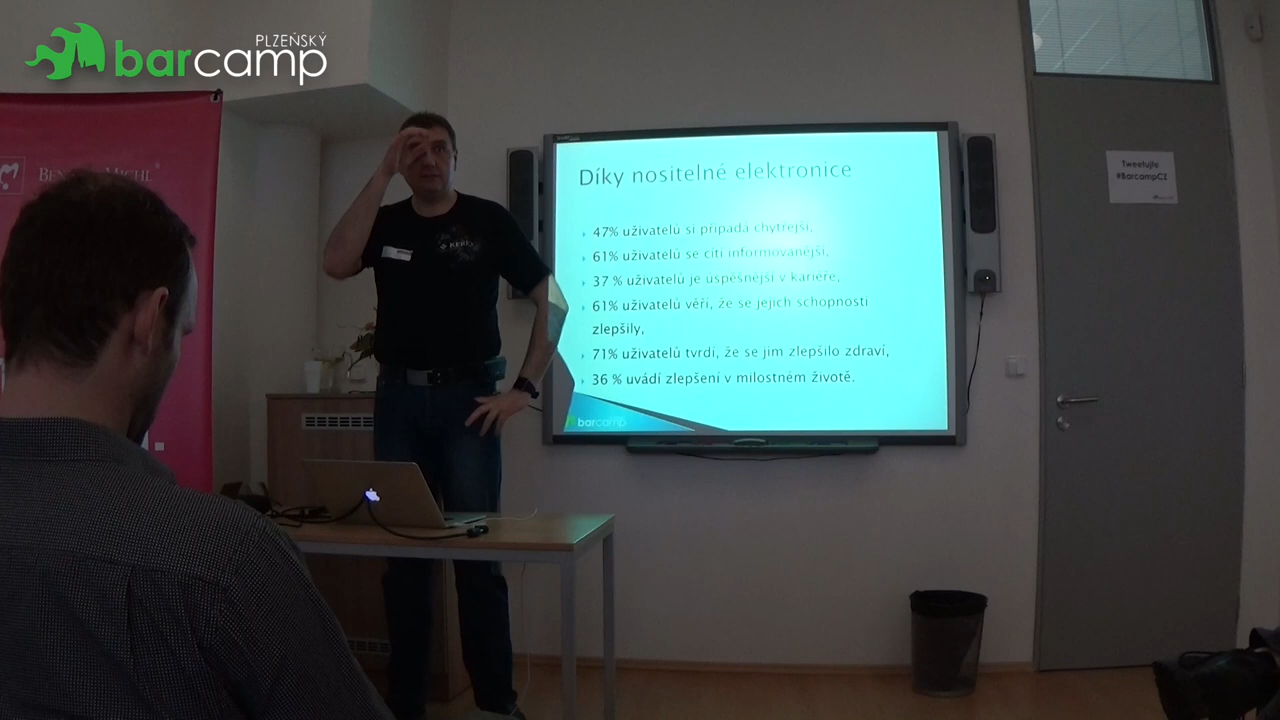 PLZEŇSKÝ
barcamp
Díky nositelné elektronice
47% uživatelů si připadá chytřejší,
61% uživatelů se cítí informovanější,
37 % uživatelů je úspěšnější v kariéře,
61% uživatelů věří, že se jejich schopnosti
zlepšily,
71% uživatelů tvrdí, že se jim zlepšilo zdraví,
36 % uvádí zlepšení v milostném životě.
barcamp
Tweetujte
#BarcampCZ